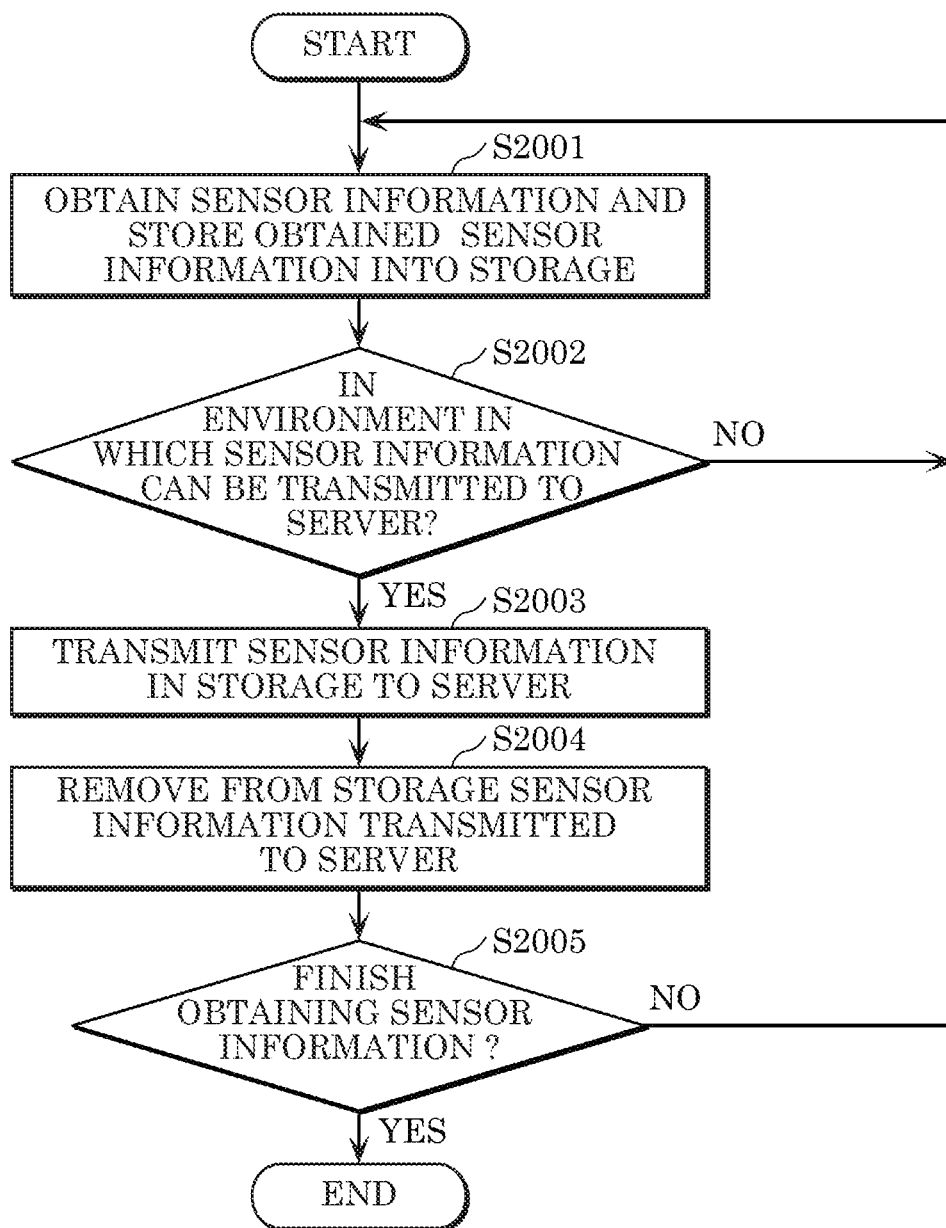 START
S2001
OBTAIN SENSOR INFORMATION AND
STORE OBTAINED SENSOR
INFORMATION INTO STORAGE
S2002
IN
ENVIRONMENT IN
WHICH SENSOR INFORMATION
CAN BE TRANSMITTED TO
SERVER?
NO
YES
S2003
TRANSMIT SENSOR INFORMATION
IN STORAGE TO SERVER
S2004
REMOVE FROM STORAGE SENSOR
INFORMATION TRANSMITTED
TO SERVER
S2005
FINISH
OBTAINING SENSOR
INFORMATION ?
NO
YES
END